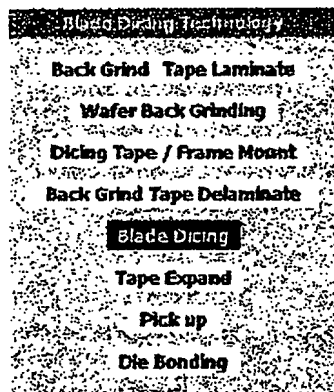 Blade Dicing Technology
Back Grind Tape Laminate
Wafer Back Grinding
Dicing Tape / Frame Mount
Back Grind Tape Delaminate
Blade Dicing
Tape Expand
Pick up
Die Bonding